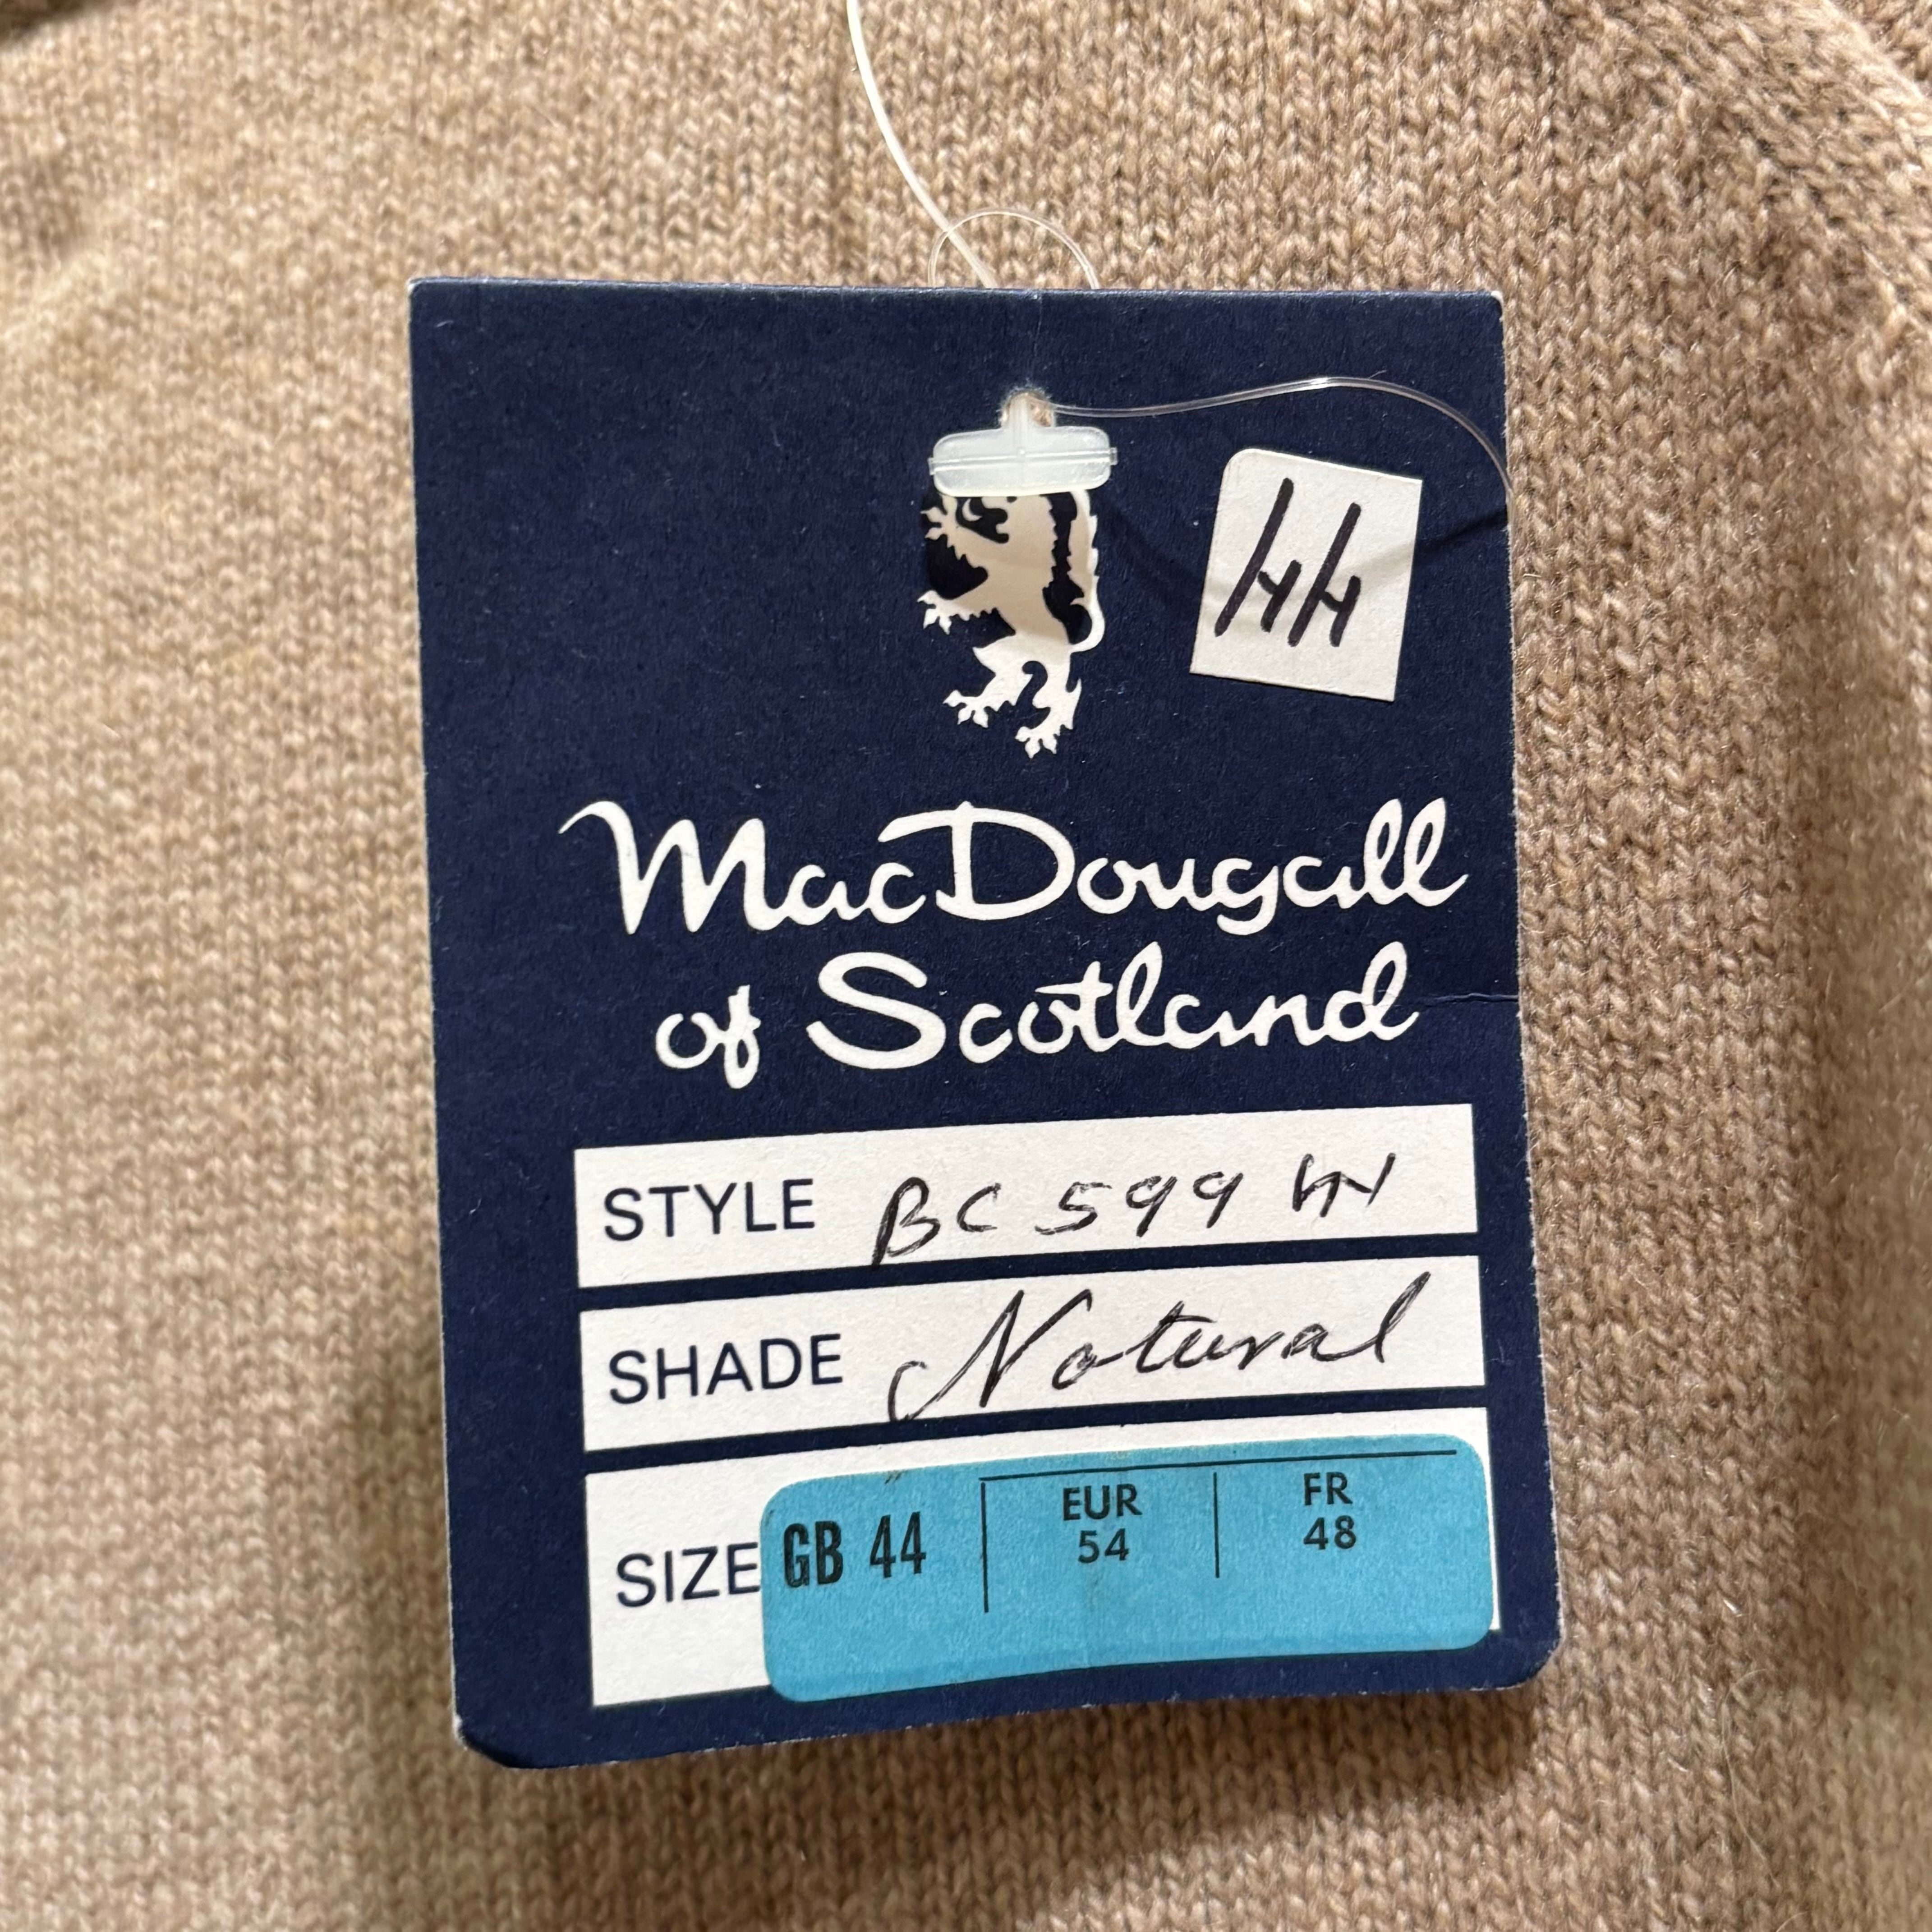 44
MacDougall
of Scotland
STYLE BC 599
SHADE Natural
SIZE GB 44 EUR 54 FR 48